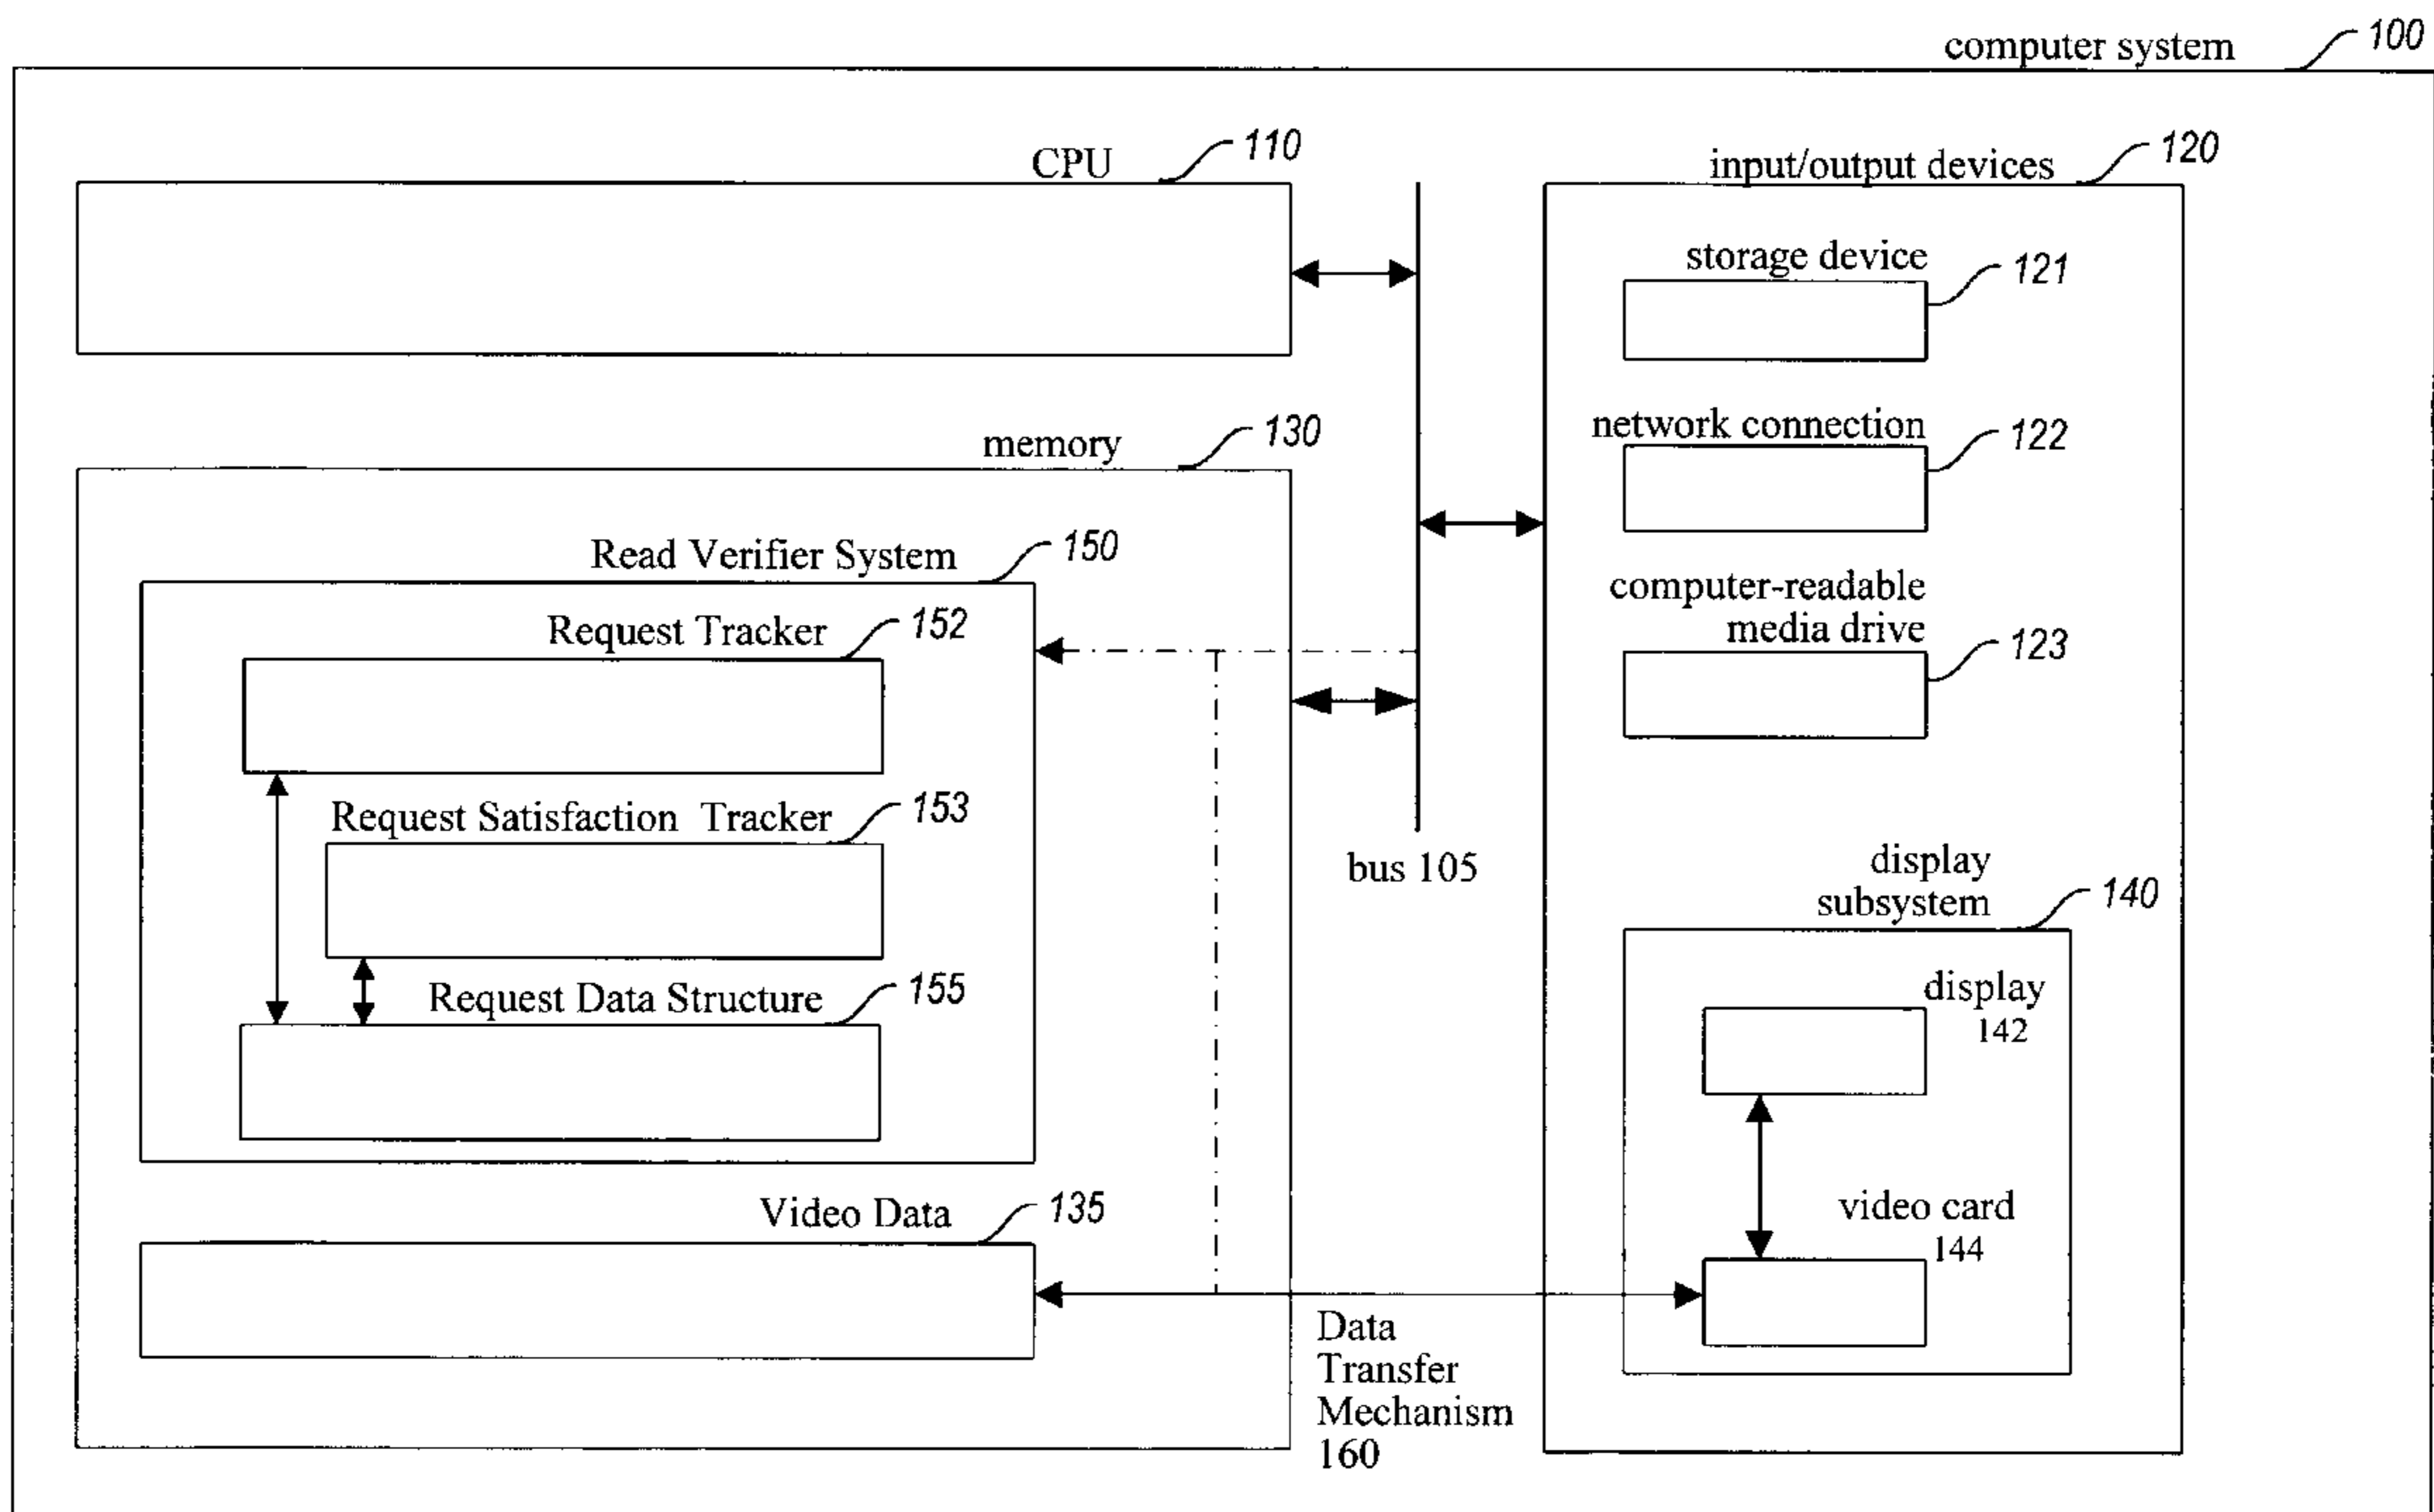 computer system 100
CPU 110
input/output devices 120
storage device 121
network connection 122
computer-readable
media drive 123
memory 130
Read Verifier System 150
Request Tracker 152
Request Satisfaction Tracker 153
Request Data Structure 155
Video Data 135
bus 105
display
subsystem 140
display
142
video card
144
Data
Transfer
Mechanism
160